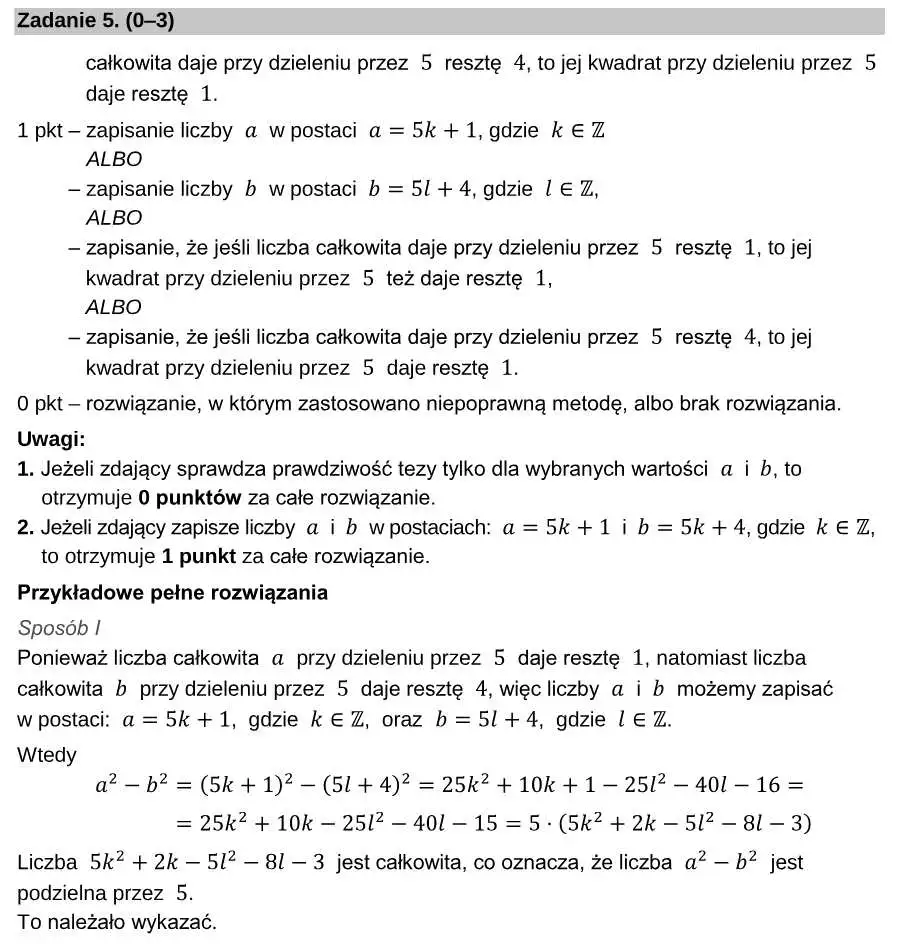 Zadanie 5. (0–3)
całkowita daje przy dzieleniu przez 5 resztę 4, to jej kwadrat przy dzieleniu przez 5
daje resztę 1.
1 pkt – zapisanie liczby a w postaci a = 5k + 1, gdzie k ∈ ℤ
ALBO
– zapisanie liczby b w postaci b = 5l + 4, gdzie l ∈ ℤ,
ALBO
– zapisanie, że jeśli liczba całkowita daje przy dzieleniu przez 5 resztę 1, to jej
kwadrat przy dzieleniu przez 5 też daje resztę 1,
ALBO
– zapisanie, że jeśli liczba całkowita daje przy dzieleniu przez 5 resztę 4, to jej
kwadrat przy dzieleniu przez 5 daje resztę 1.
0 pkt – rozwiązanie, w którym zastosowano niepoprawną metodę, albo brak rozwiązania.
Uwagi:
1. Jeżeli zdający sprawdza prawdziwość tezy tylko dla wybranych wartości a i b, to
otrzymuje 0 punktów za całe rozwiązanie.
2. Jeżeli zdający zapisze liczby a i b w postaciach: a = 5k + 1 i b = 5k + 4, gdzie k ∈ ℤ,
to otrzymuje 1 punkt za całe rozwiązanie.
Przykładowe pełne rozwiązania
Sposób I
Ponieważ liczba całkowita a przy dzieleniu przez 5 daje resztę 1, natomiast liczba
całkowita b przy dzieleniu przez 5 daje resztę 4, więc liczby a i b możemy zapisać
w postaci: a = 5k + 1, gdzie k ∈ ℤ, oraz b = 5l + 4, gdzie l ∈ ℤ.
Wtedy
a² − b² = (5k + 1)² − (5l + 4)² = 25k² + 10k + 1 − 25l² − 40l − 16 =
= 25k² + 10k − 25l² − 40l − 15 = 5 ∙ (5k² + 2k − 5l² − 8l − 3)
Liczba 5k² + 2k − 5l² − 8l − 3 jest całkowita, co oznacza, że liczba a² − b² jest
podzielna przez 5.
To należało wykazać.